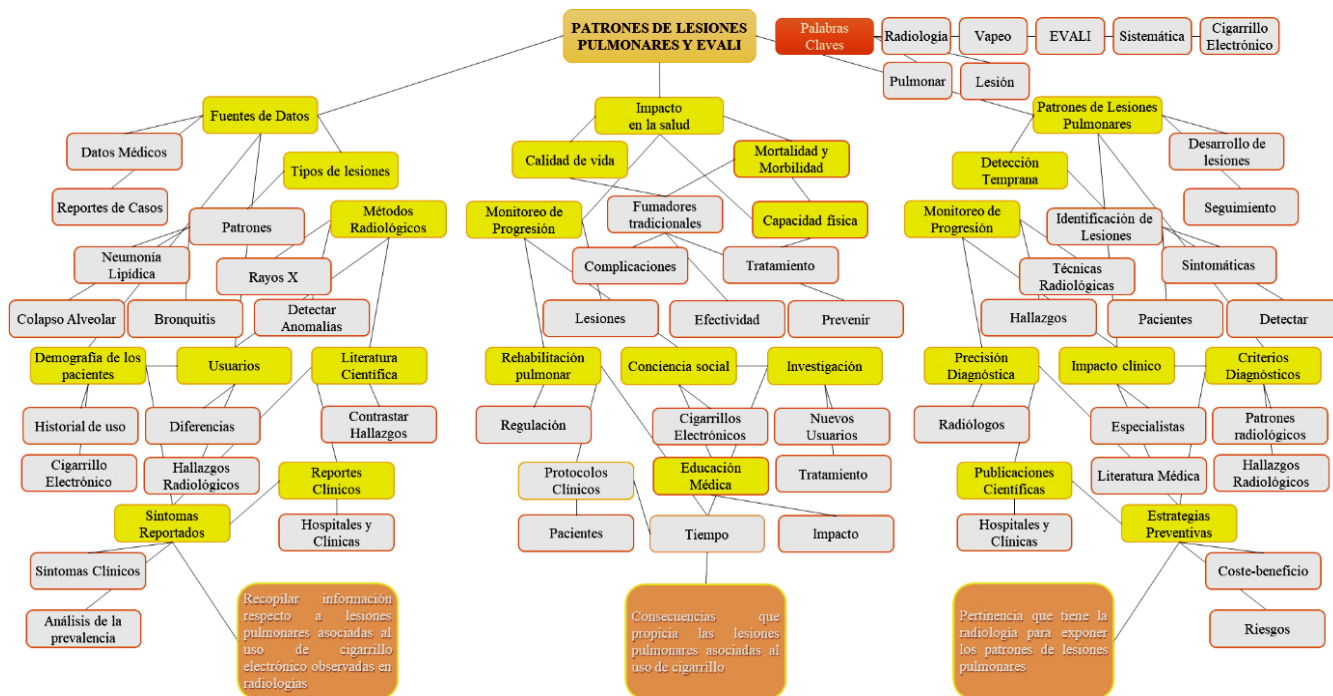 PATRONES DE LESIONES
PULMONARES Y EVALI
Palabras
Claves
Radiología
Vapeo
EVALI
Sistemática
Cigarrillo
Electrónico
Pulmonar
Lesión
Fuentes de Datos
Datos Médicos
Tipos de lesiones
Reportes de Casos
Patrones
Métodos
Radiológicos
Neumonía
Lipídica
Rayos X
Colapso Alveolar
Bronquitis
Detectar
Anomalías
Demografía de los
pacientes
Usuarios
Literatura
Científica
Historial de uso
Diferencias
Contrastar
Hallazgos
Cigarrillo
Electrónico
Hallazgos
Radiológicos
Reportes
Clínicos
Síntomas
Reportados
Hospitales y
Clínicas
Síntomas Clínicos
Análisis de la
prevalencia
Recopilar información
respecto a lesiones
pulmonares asociadas al
uso de cigarrillo
electrónico observadas en
radiologías
Impacto
en la salud
Calidad de vida
Mortalidad y
Morbilidad
Monitoreo de
Progresión
Fumadores
tradicionales
Capacidad física
Complicaciones
Tratamiento
Lesiones
Efectividad
Prevenir
Rehabilitación
pulmonar
Conciencia social
Investigación
Regulación
Cigarrillos
Electrónicos
Nuevos
Usuarios
Protocolos
Clínicos
Educación
Médica
Tratamiento
Pacientes
Tiempo
Impacto
Consecuencias que
propicia las lesiones
pulmonares asociadas al
uso de cigarrillo
Patrones de Lesiones
Pulmonares
Detección
Temprana
Desarrollo de
lesiones
Monitoreo de
Progresión
Identificación de
Lesiones
Seguimiento
Técnicas
Radiológicas
Sintomáticas
Hallazgos
Pacientes
Detectar
Precisión
Diagnóstica
Impacto clínico
Criterios
Diagnósticos
Radiólogos
Especialistas
Patrones
radiológicos
Publicaciones
Científicas
Literatura Médica
Hallazgos
Radiológicos
Hospitales y
Clínicas
Estrategias
Preventivas
Coste-beneficio
Riesgos
Pertinencia que tiene la
radiología para exponer
los patrones de lesiones
pulmonares